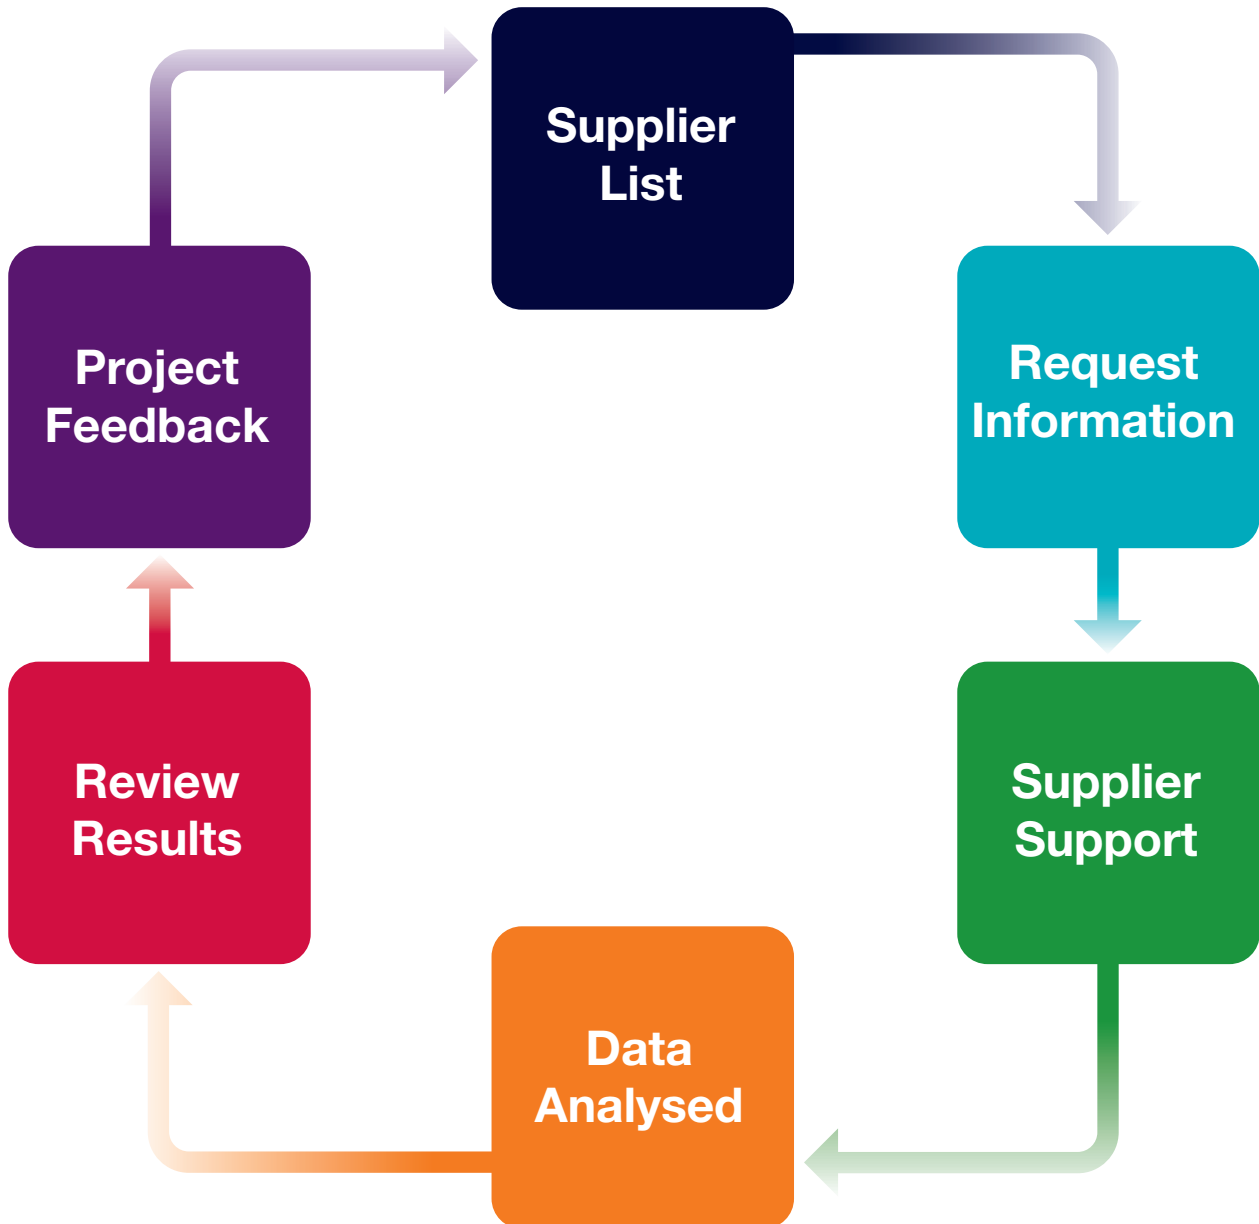 Supplier
List
Request
Information
Supplier
Support
Data
Analysed
Review
Results
Project
Feedback